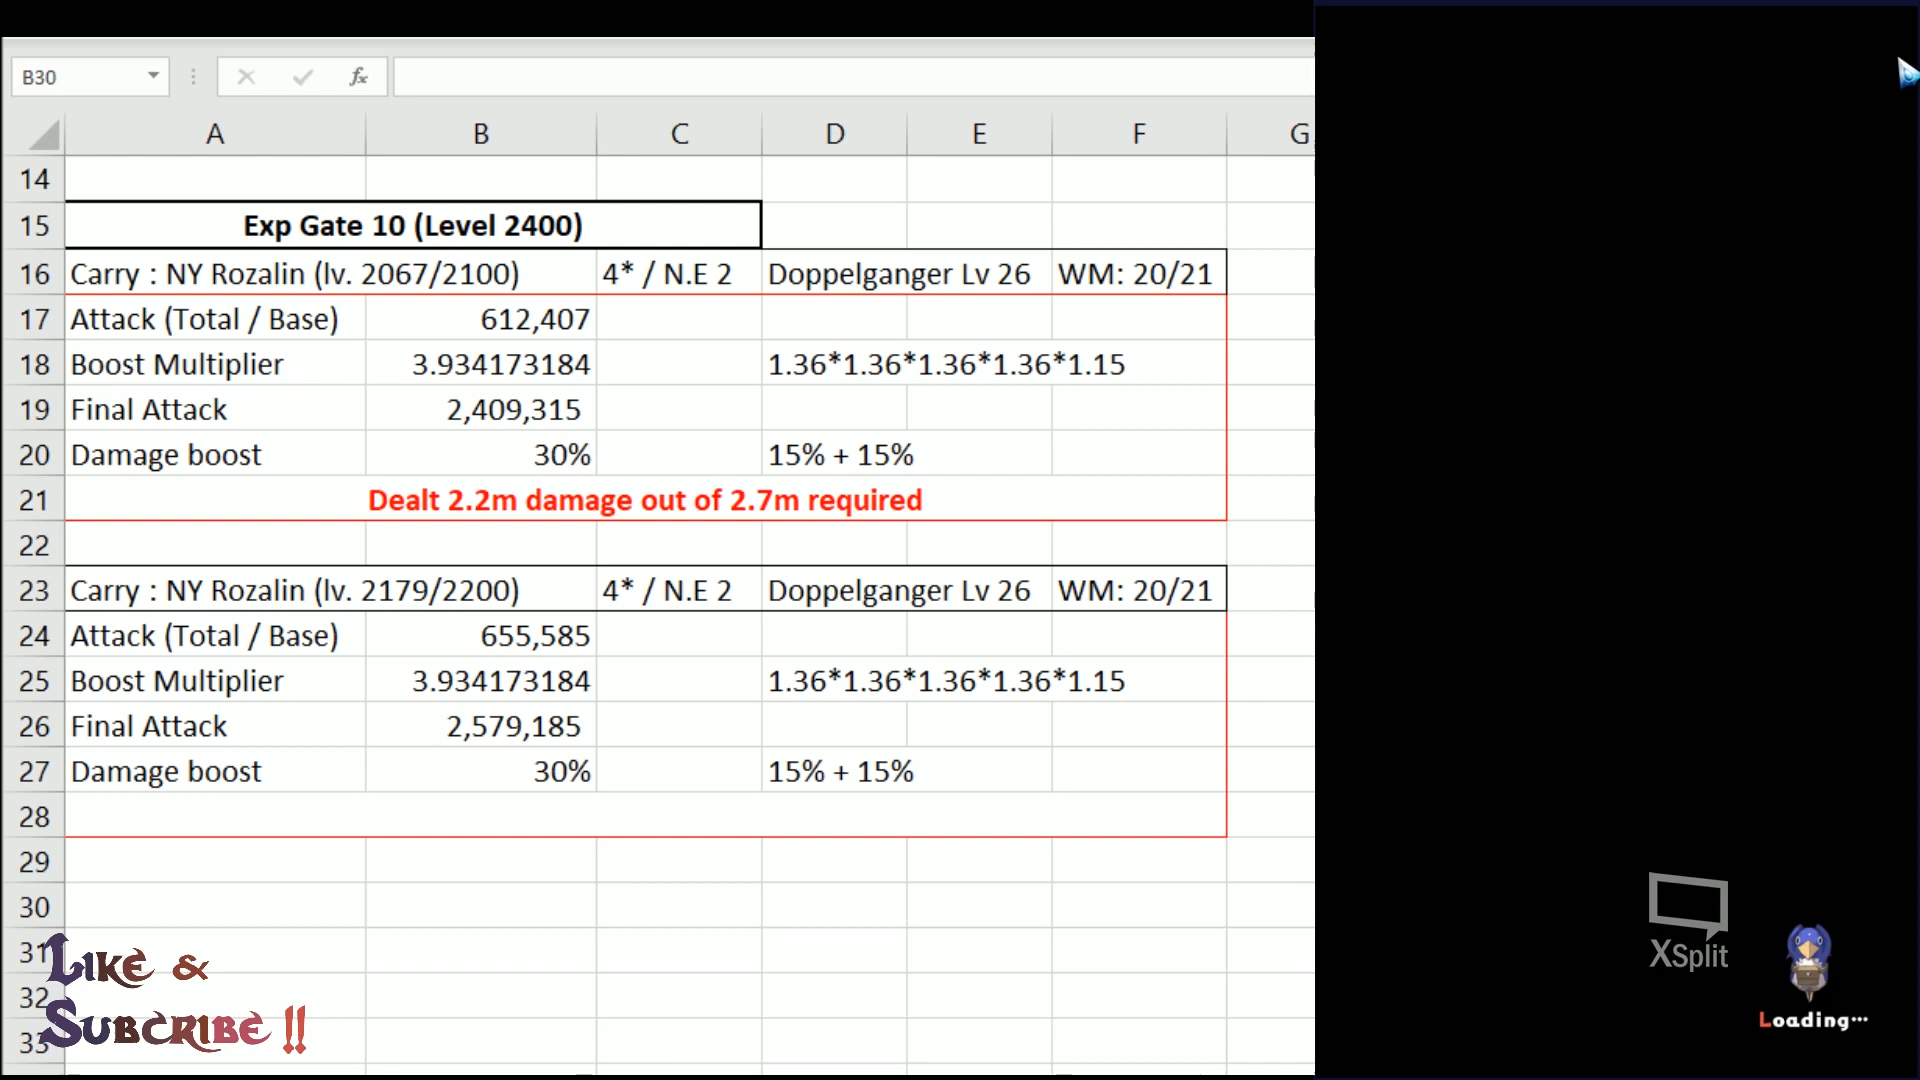 B30
fx
A B C D E F G
14
15 Exp Gate 10 (Level 2400)
16 Carry : NY Rozalin (lv. 2067/2100) 4* / N.E 2 Doppelganger Lv 26 WM: 20/21
17 Attack (Total / Base) 612,407
18 Boost Multiplier 3.934173184 1.36*1.36*1.36*1.36*1.15
19 Final Attack 2,409,315
20 Damage boost 30% 15% + 15%
21 Dealt 2.2m damage out of 2.7m required
22
23 Carry : NY Rozalin (lv. 2179/2200) 4* / N.E 2 Doppelganger Lv 26 WM: 20/21
24 Attack (Total / Base) 655,585
25 Boost Multiplier 3.934173184 1.36*1.36*1.36*1.36*1.15
26 Final Attack 2,579,185
27 Damage boost 30% 15% + 15%
28
29
30
31
32
33
Like &
Subcribe !!
XSplit
Loading...